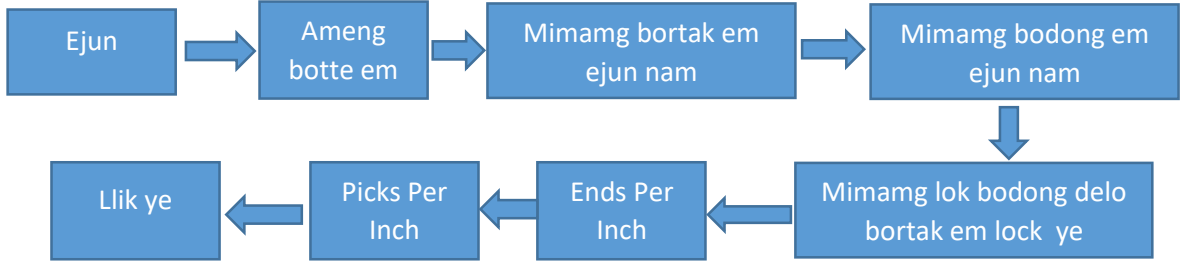 Ejun
Ameng
botte em
Mimamg bortak em
ejun nam
Mimamg bodong em
ejun nam
Mimamg lok bodong delo
bortak em lock  ye
Ends Per
Inch
Picks Per
Inch
Llik ye